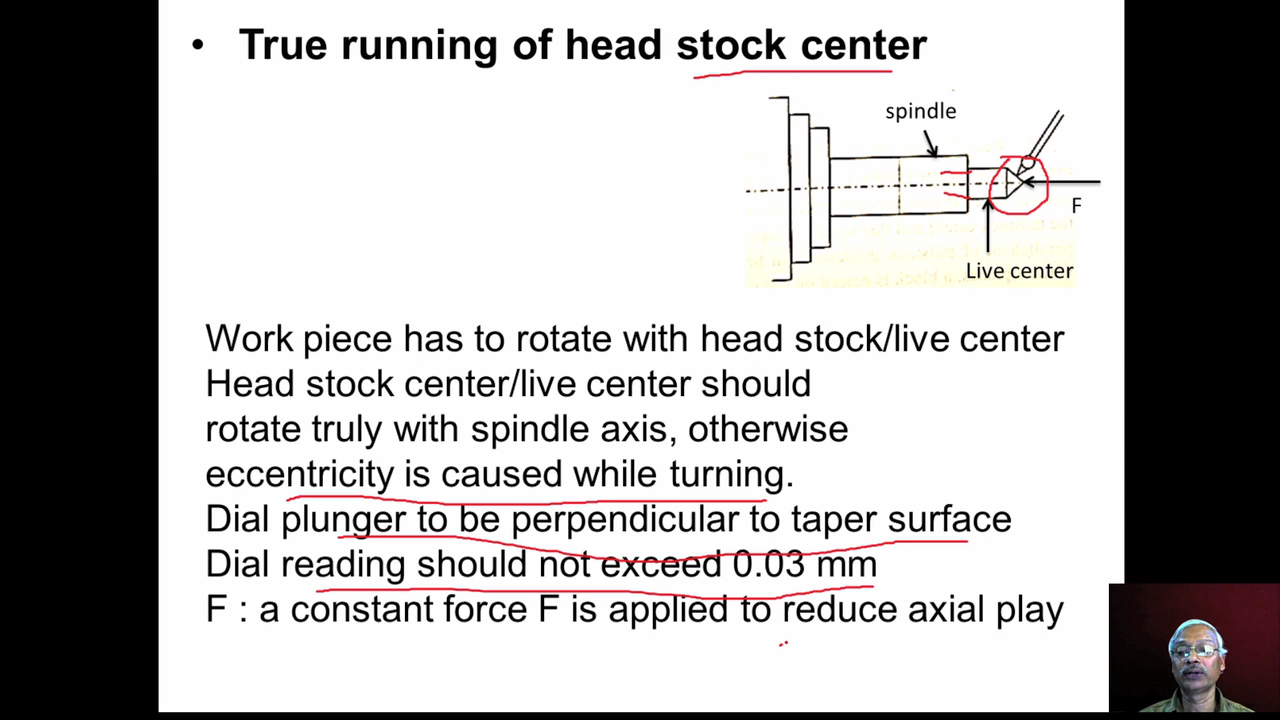 • True running of head stock center
spindle
F
Live center
Work piece has to rotate with head stock/live center
Head stock center/live center should
rotate truly with spindle axis, otherwise
eccentricity is caused while turning.
Dial plunger to be perpendicular to taper surface
Dial reading should not exceed 0.03 mm
F : a constant force F is applied to reduce axial play